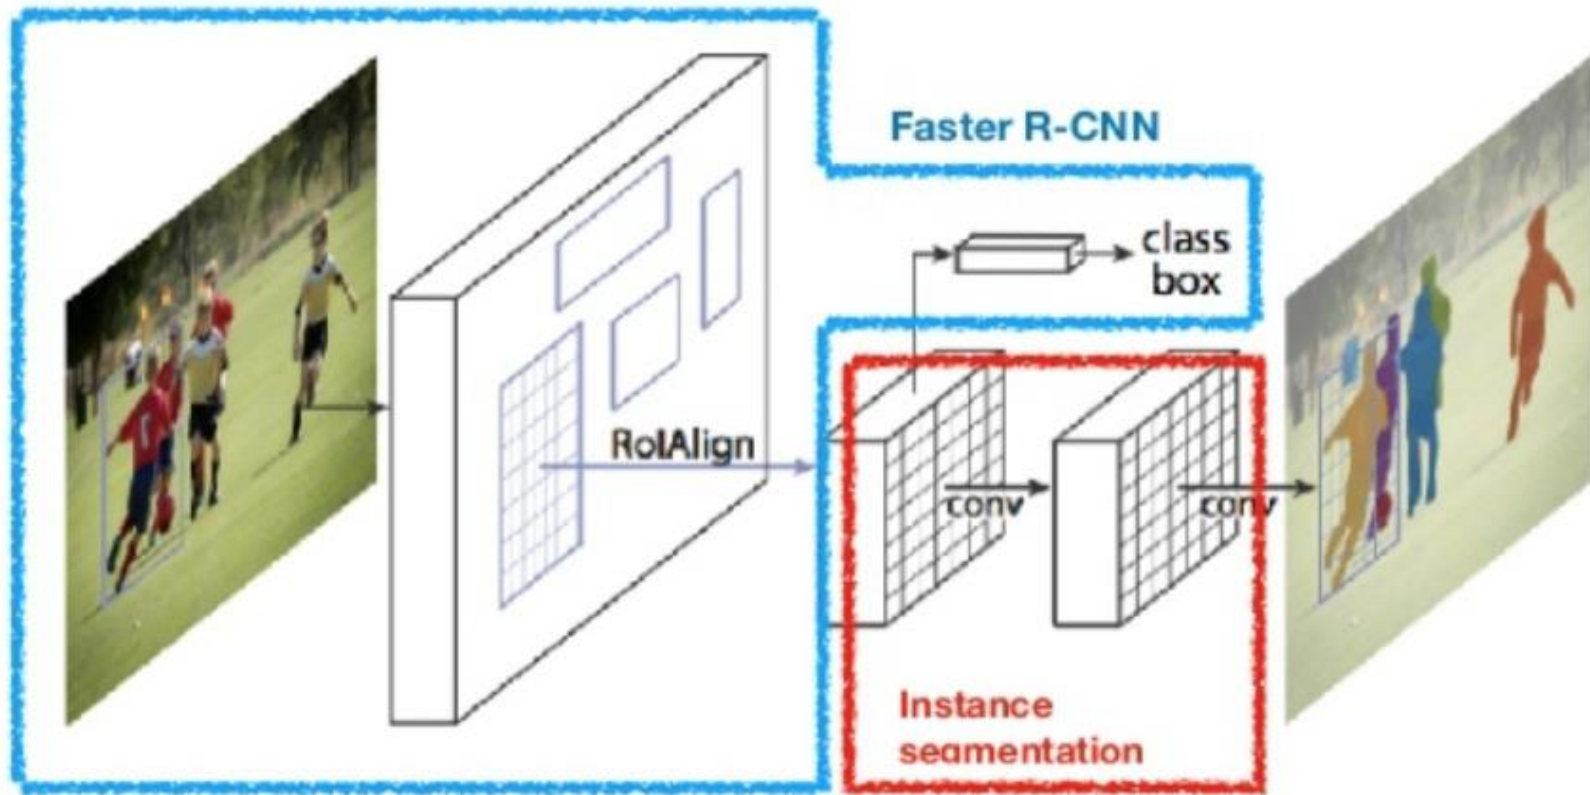 Faster R-CNN
class
box
RoIAlign
conv
conv
Instance
segmentation